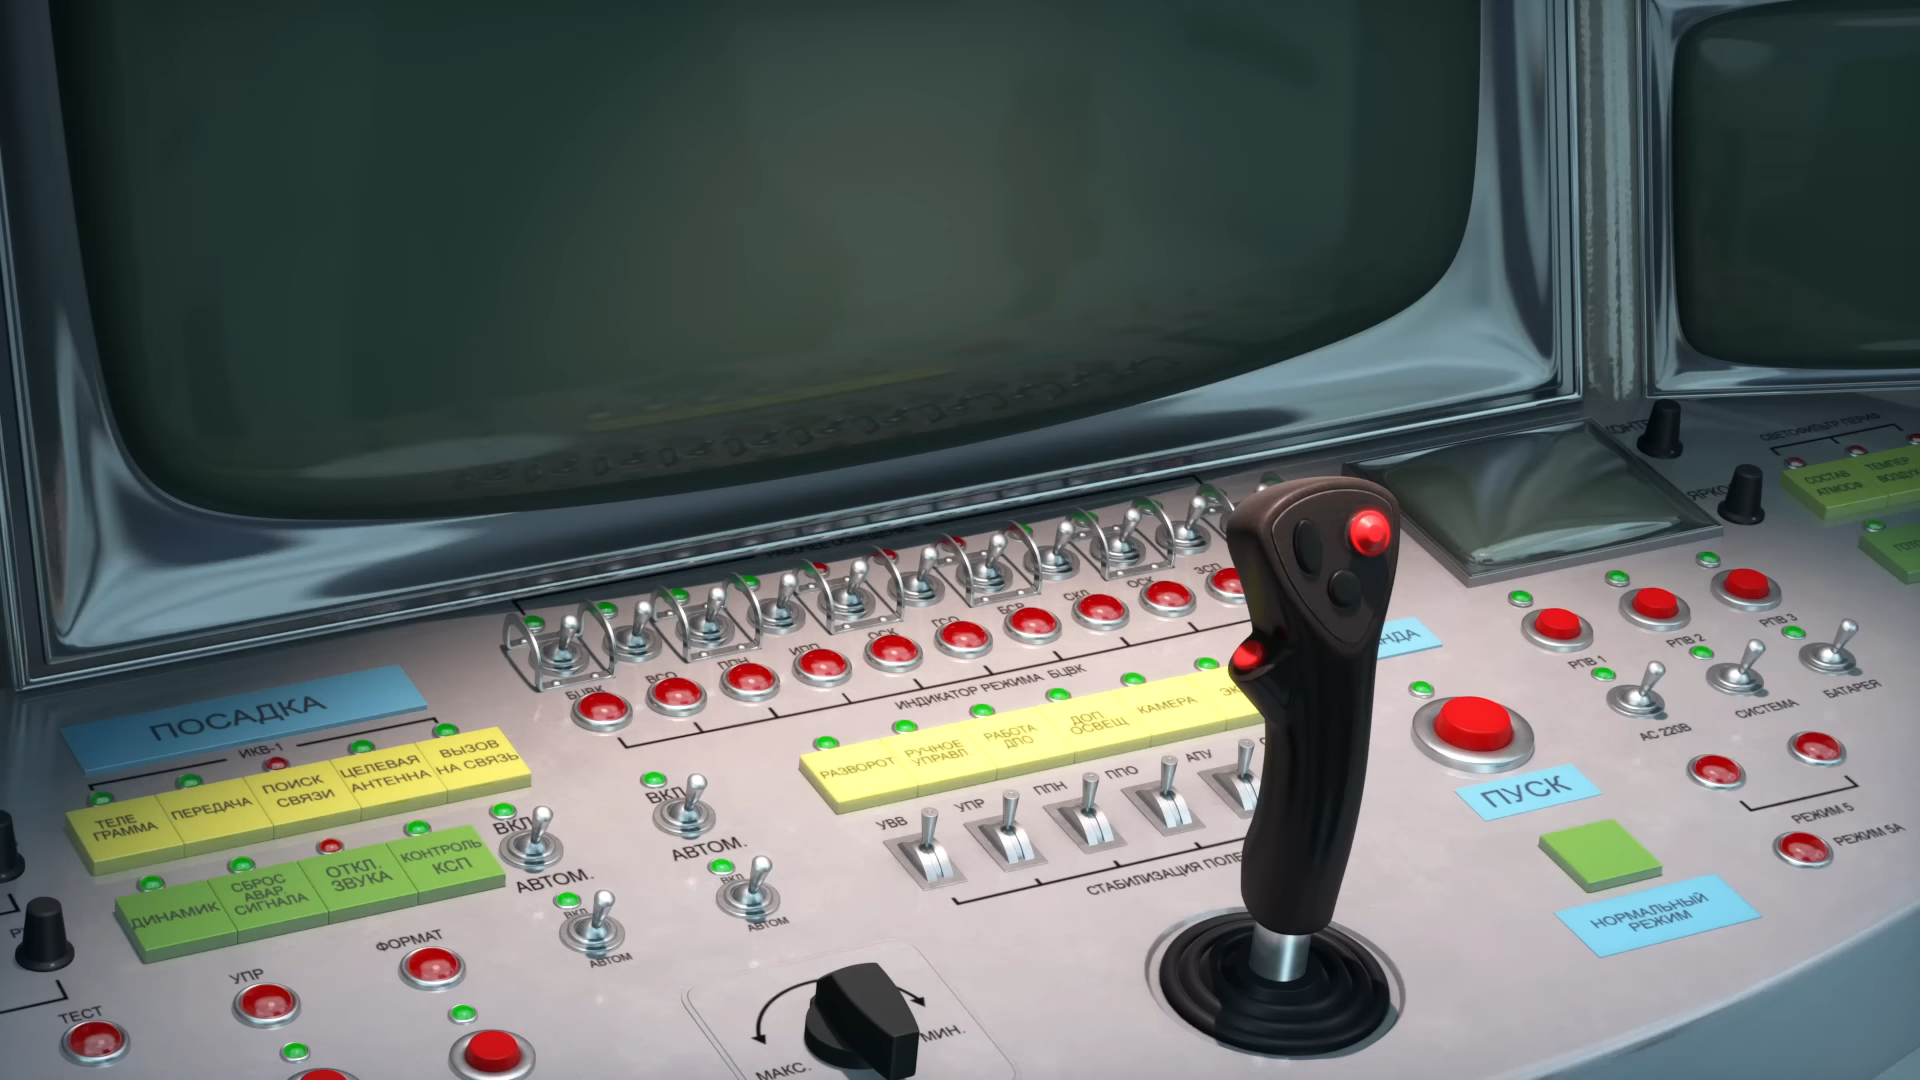 ПОСАДКА
ИКВ-1
ТЕЛЕ
ГРАММА
ПЕРЕДАЧА
ПОИСК
СВЯЗИ
ЦЕЛЕВАЯ
АНТЕННА
ВЫЗОВ
НА СВЯЗЬ
ДИНАМИК
СБРОС
АВАР.
СИГНАЛА
ОТКЛ.
ЗВУКА
КОНТРОЛЬ
КСП
ВКЛ
АВТОМ.
ВКЛ
АВТОМ
ВКЛ
АВТОМ.
ВКЛ
АВТОМ
ФОРМАТ
УПР
ТЕСТ
МАКС.
МИН.
БЦВК
ВСО
ППН
ИПП
ОСК
ГСО
БСР
СКЛ
ОСК
ЗСП
ИНДИКАТОР РЕЖИМА БЦВК
РАЗВОРОТ
РУЧНОЕ
УПРАВЛ
РАБОТА
ДПО
ДОП
ОСВЕЩ
КАМЕРА
УВВ
УПР
ППН
ППО
АПУ
СТАБИЛИЗАЦИЯ
ПУСК
НОРМАЛЬНЫЙ
РЕЖИМ
РПВ 1
РПВ 2
РПВ 3
АС 220В
СИСТЕМА
БАТАРЕЯ
РЕЖИМ 5
РЕЖИМ 5А
СВЕТОФИЛЬТР
СОСТАВ
АТМОСФ